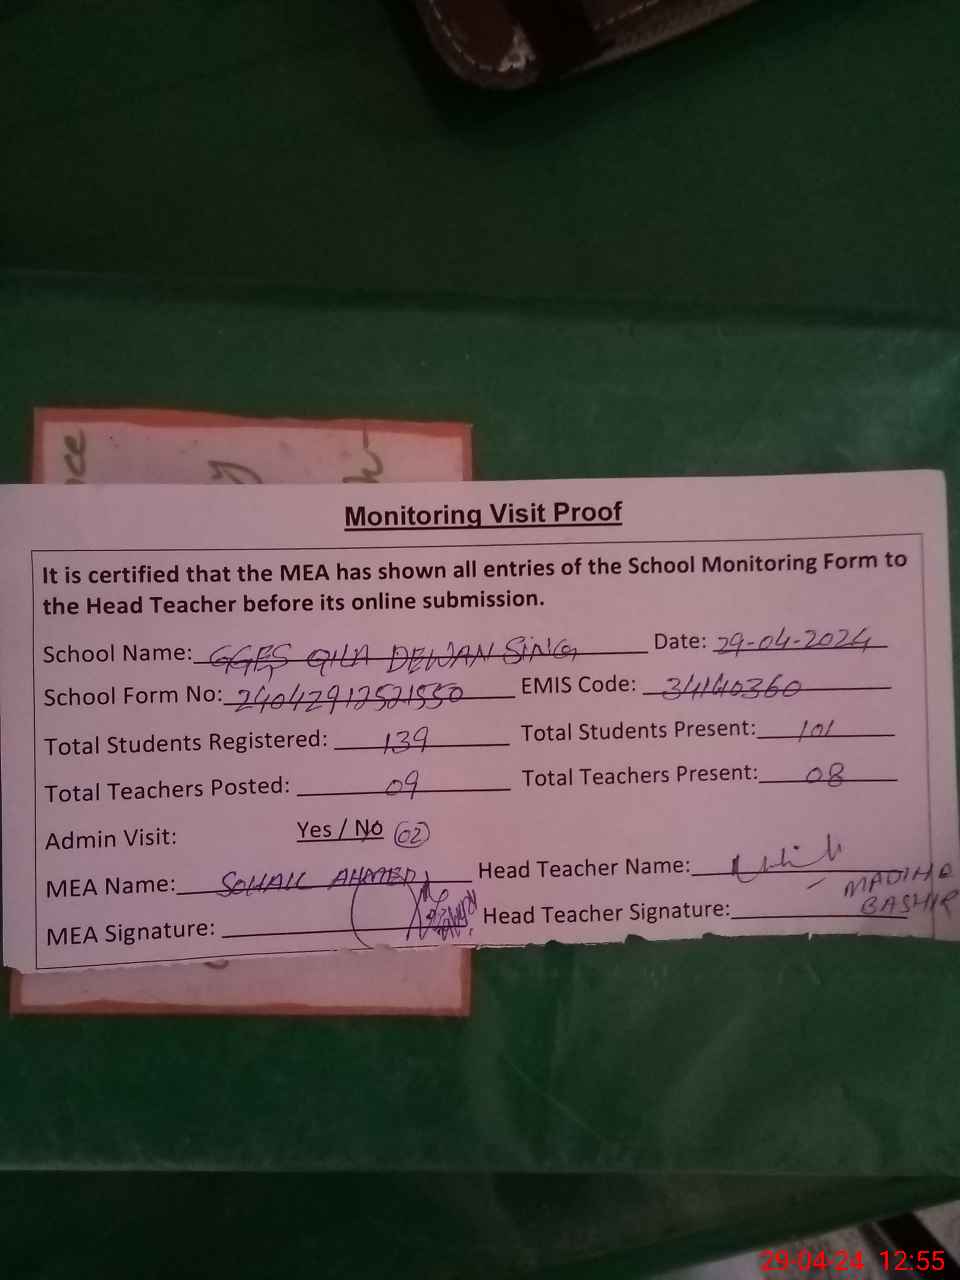 ce
y
Monitoring Visit Proof
It is certified that the MEA has shown all entries of the School Monitoring Form to
the Head Teacher before its online submission.
School Name: GGES QILA DEWAN SING Date: 29-04-2024
School Form No: 24042912521550 EMIS Code: 34140360
Total Students Registered: 139 Total Students Present: 101
Total Teachers Posted: 09 Total Teachers Present: 08
Admin Visit: Yes / No 02
MEA Name: SOHAIL AHMED Head Teacher Name:
MADIHA
MEA Signature: Head Teacher Signature: BASHIR
29-04-24 12:55